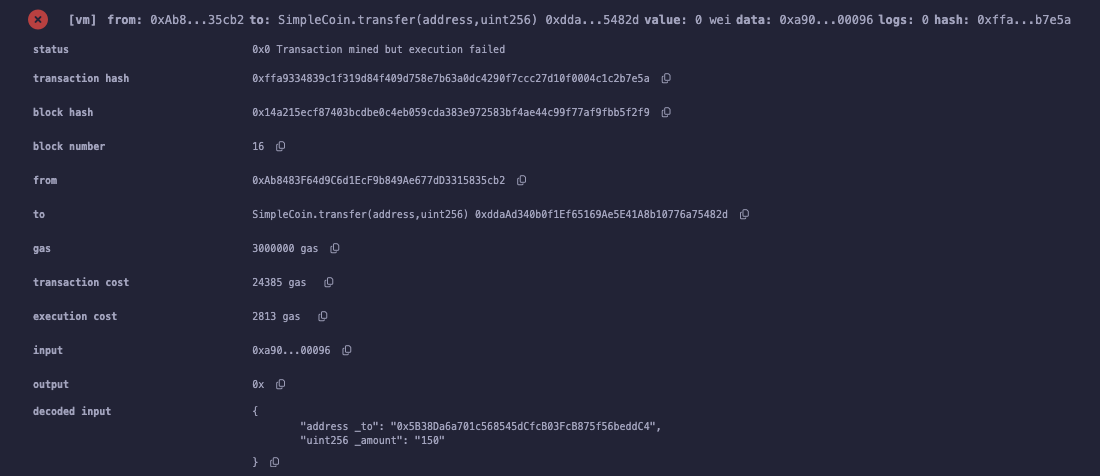 [vm] from: 0xAb8...35cb2 to: SimpleCoin.transfer(address,uint256) 0xdda...5482d value: 0 wei data: 0xa90...00096 logs: 0 hash: 0xffa...b7e5a
status 0x0 Transaction mined but execution failed
transaction hash 0xffa9334839c1f319d84f409d758e7b63a0dc4290f7ccc27d10f0004c1c2b7e5a
block hash 0x14a215ecf87403bcdbe0c4eb059cda383e972583bf4ae44c99f77af9fbb5f2f9
block number 16
from 0xAb8483F64d9C6d1EcF9b849Ae677dD3315835cb2
to SimpleCoin.transfer(address,uint256) 0xddaAd340b0f1Ef65169Ae5E41A8b10776a75482d
gas 3000000 gas
transaction cost 24385 gas
execution cost 2813 gas
input 0xa90...00096
output 0x
decoded input {
"address _to": "0x5B38Da6a701c568545dCfcB03FcB875f56beddC4",
"uint256 _amount": "150"
}